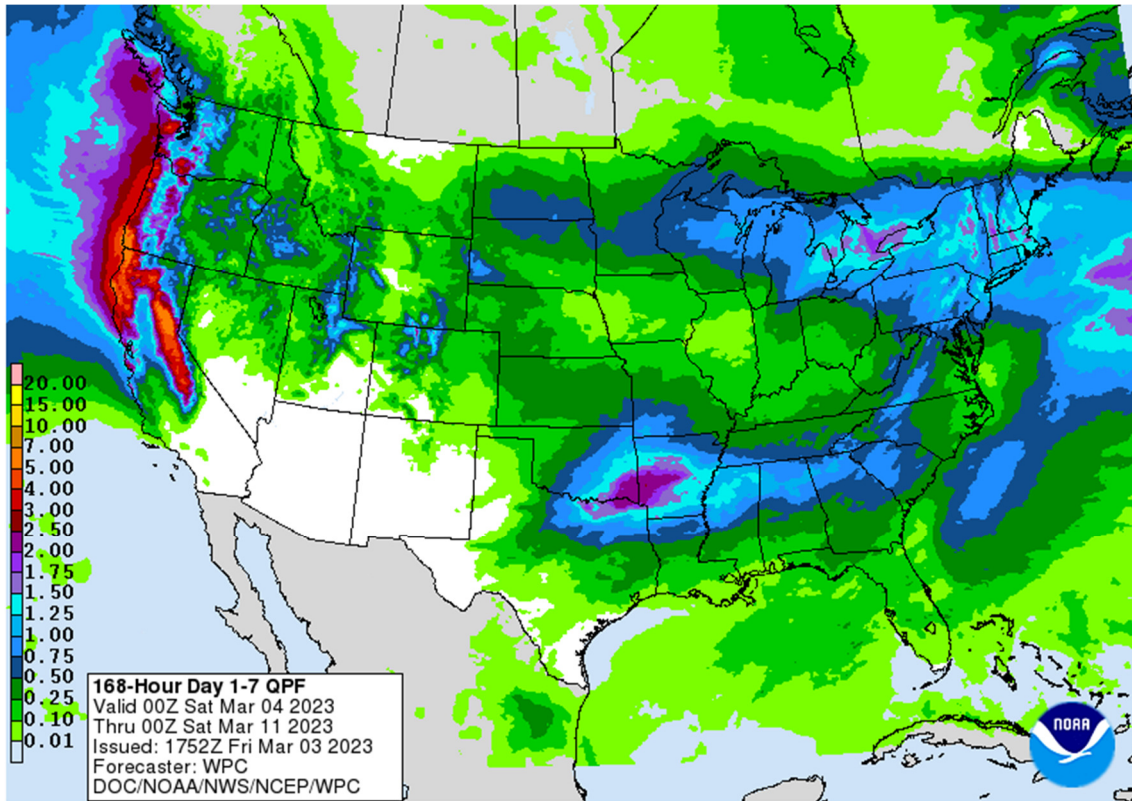 20.00
15.00
10.00
7.00
5.00
4.00
3.00
2.50
2.00
1.75
1.50
1.25
1.00
0.75
0.50
0.25
0.10
0.01
168-Hour Day 1-7 QPF
Valid 00Z Sat Mar 04 2023
Thru 00Z Sat Mar 11 2023
Issued: 1752Z Fri Mar 03 2023
Forecaster: WPC
DOC/NOAA/NWS/NCEP/WPC
NOAA